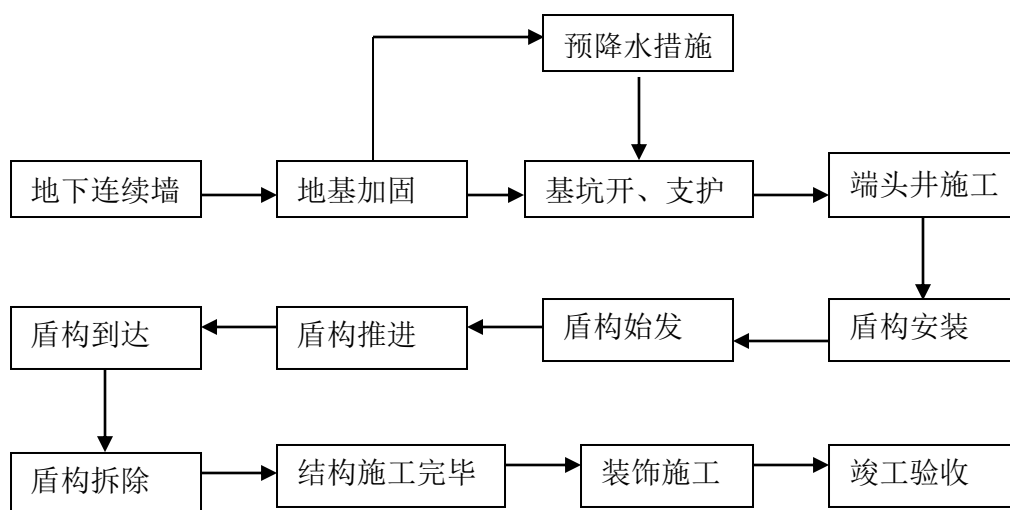 预降水措施
地下连续墙
地基加固
基坑开、支护
端头井施工
盾构到达
盾构推进
盾构始发
盾构安装
盾构拆除
结构施工完毕
装饰施工
竣工验收